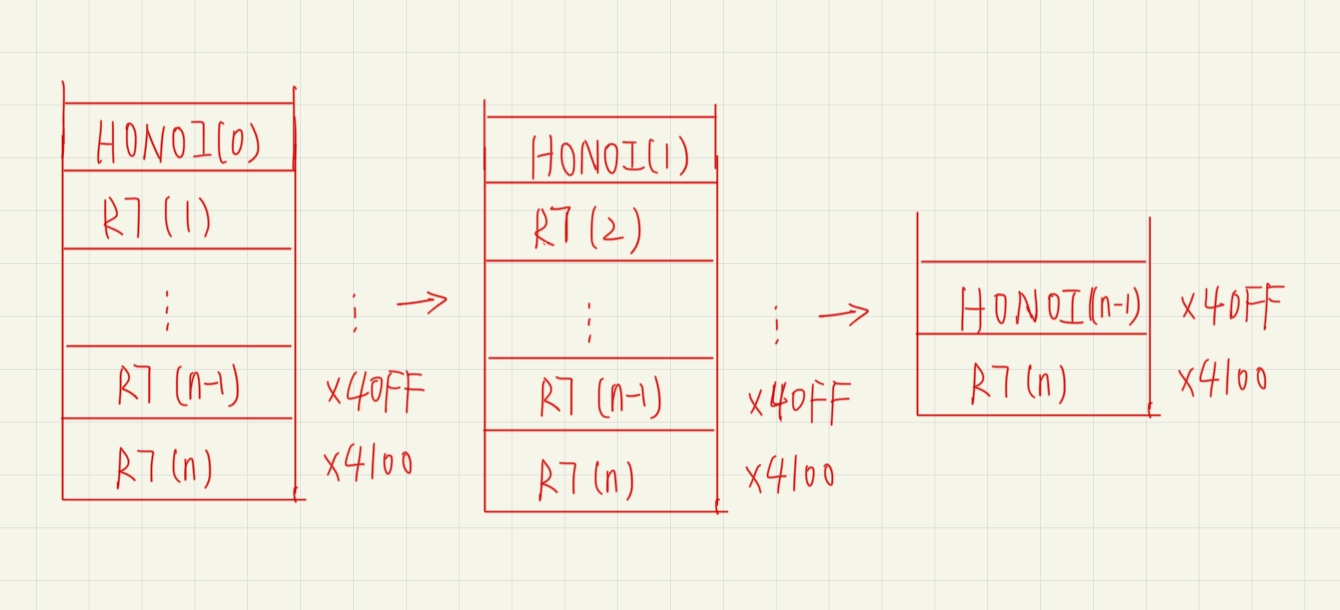 HONOI(0)
R7(1)
⋮ ⋮ →
R7(n-1) x40FF
R7(n) x4100
HONOI(1)
R7(2)
⋮ ⋮ →
R7(n-1) x40FF
R7(n) x4100
HONOI(n-1) x40FF
R7(n) x4100